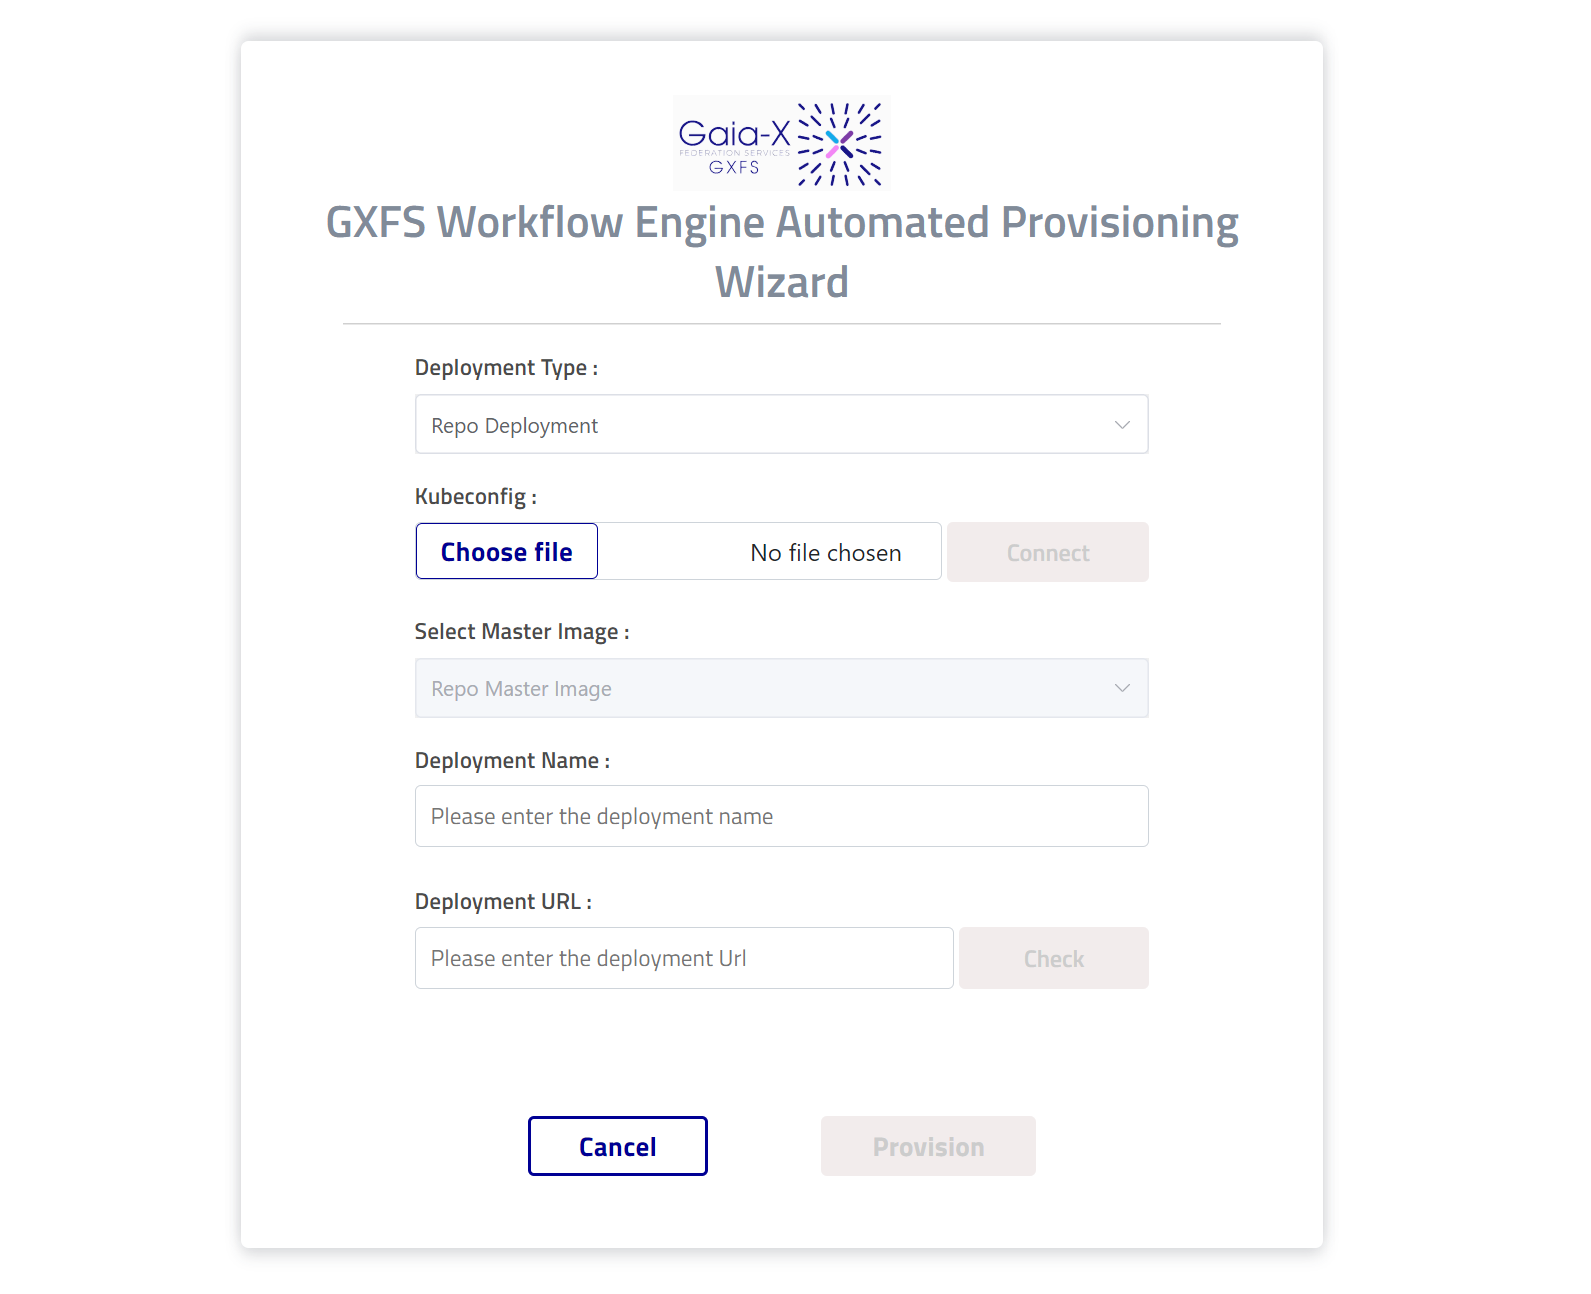 Gaia-X
FEDERATION SERVICES
GXFS
GXFS Workflow Engine Automated Provisioning
Wizard
Deployment Type :
Repo Deployment
Kubeconfig :
Choose file No file chosen Connect
Select Master Image :
Repo Master Image
Deployment Name :
Please enter the deployment name
Deployment URL :
Please enter the deployment Url Check
Cancel Provision